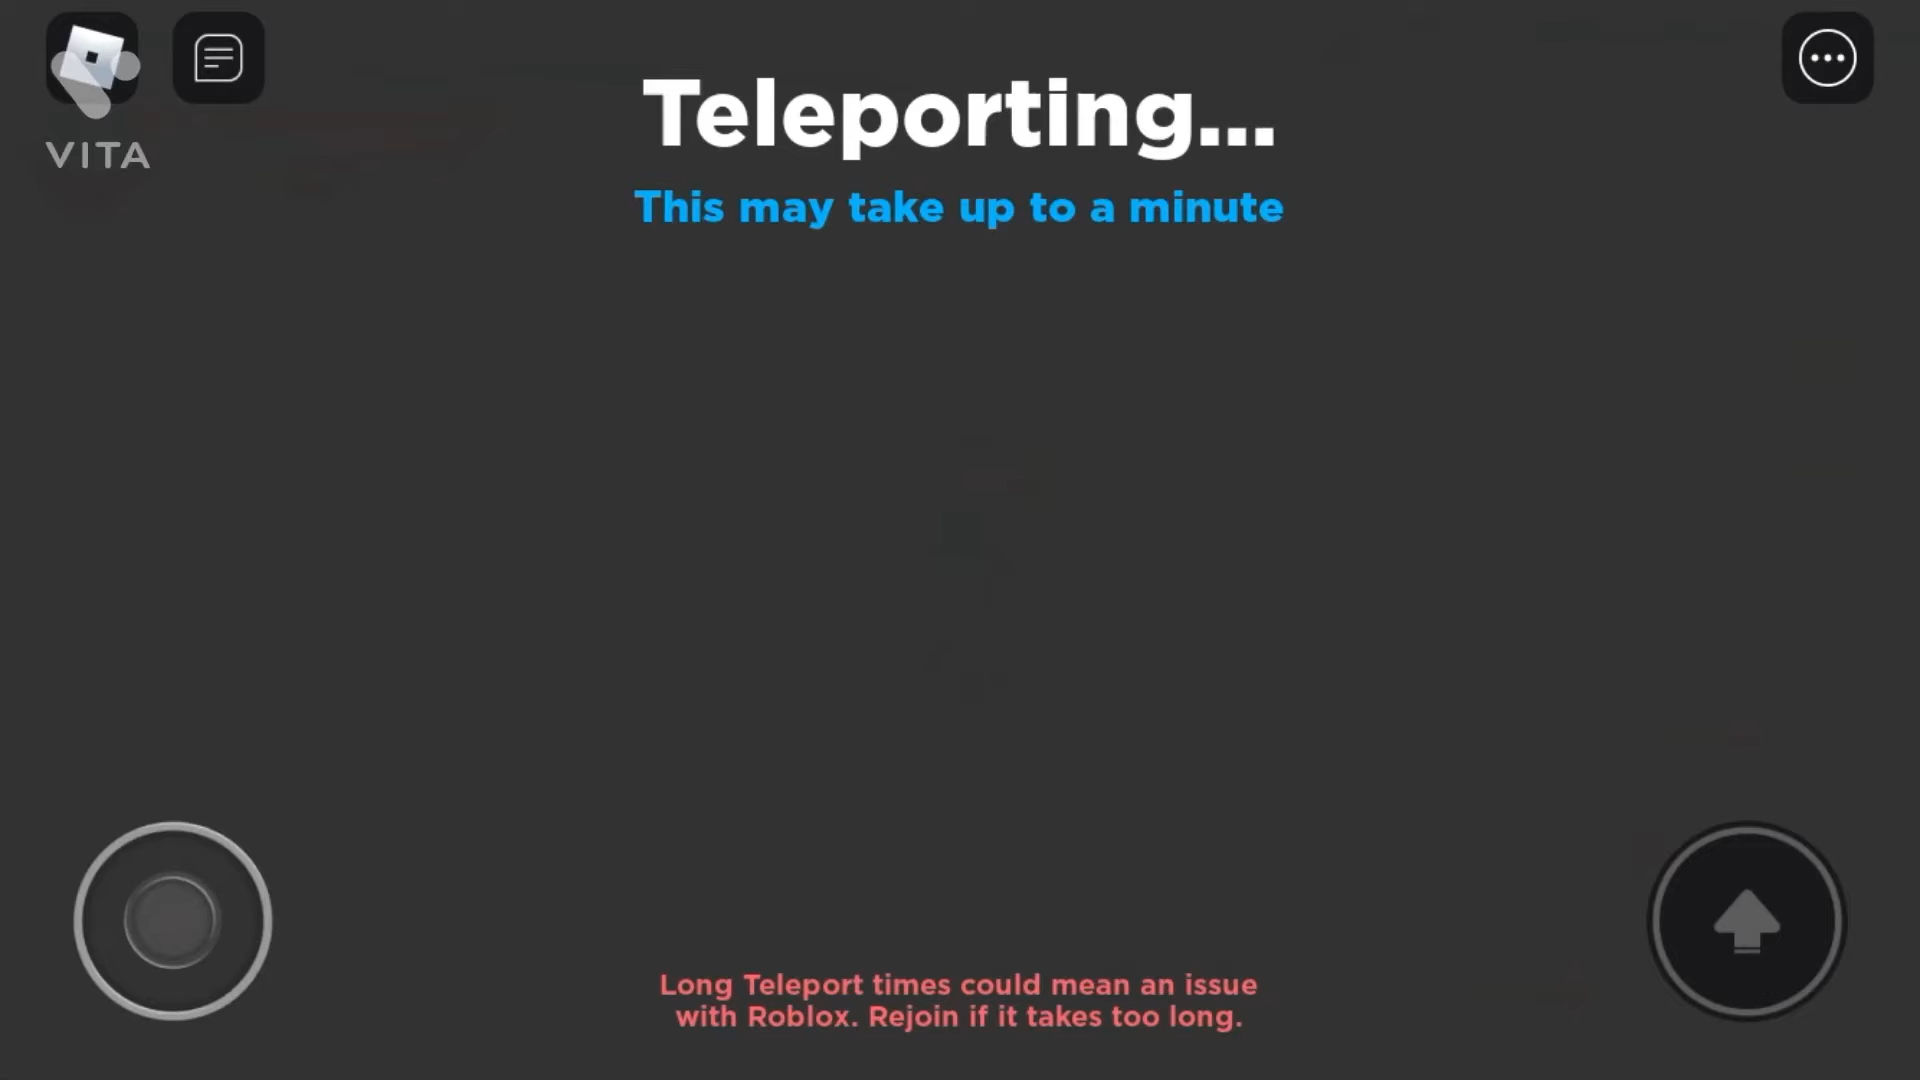 VITA
Teleporting...
This may take up to a minute
Long Teleport times could mean an issue
with Roblox. Rejoin if it takes too long.